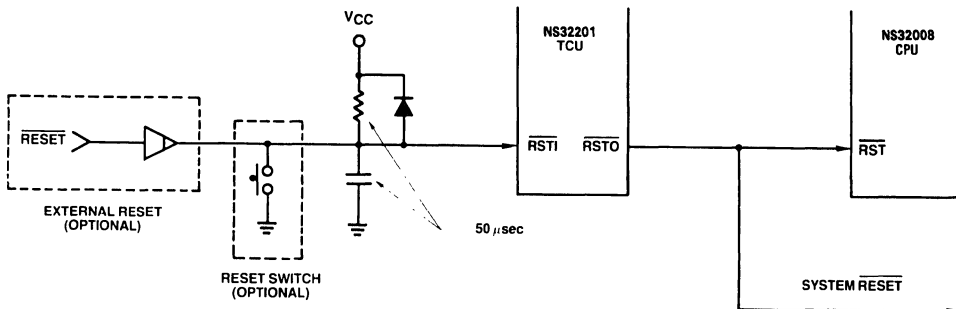 VCC
NS32201
TCU
NS32008
CPU
RESET
RSTI
RSTO
RST
EXTERNAL RESET
(OPTIONAL)
50 μsec
RESET SWITCH
(OPTIONAL)
SYSTEM RESET